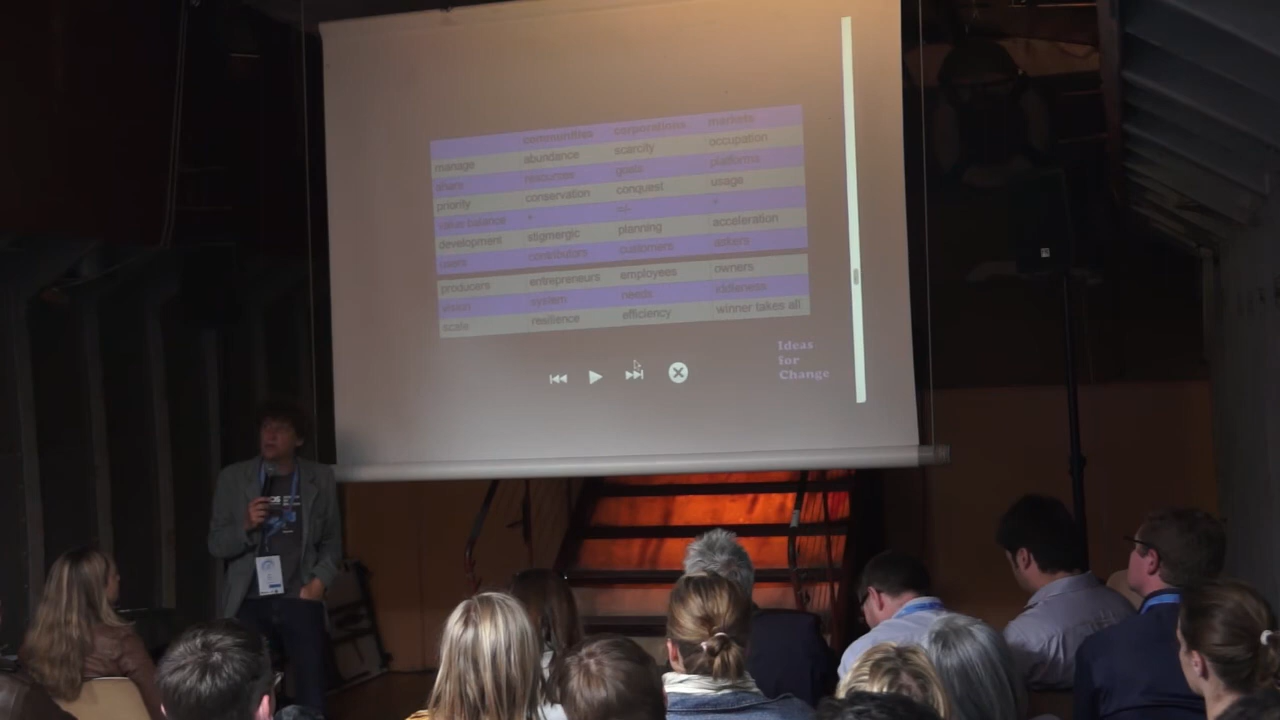 communities corporations markets
manage abundance scarcity occupation
share resources goals platforms
priority conservation conquest usage
value balance
development stigmergic planning acceleration
users contributors customers
producers entrepreneurs employees owners
vision system needs
scale resilience efficiency winner takes all
Ideas
for
Change